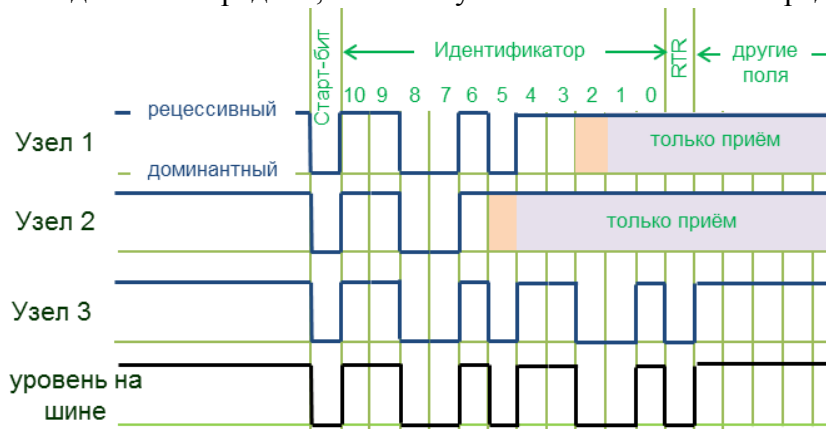 Старт-бит
Идентификатор
RTR
другие
поля
10 9 8 7 6 5 4 3 2 1 0
рецессивный
Узел 1
только приём
доминантный
Узел 2
только приём
Узел 3
уровень на
шине